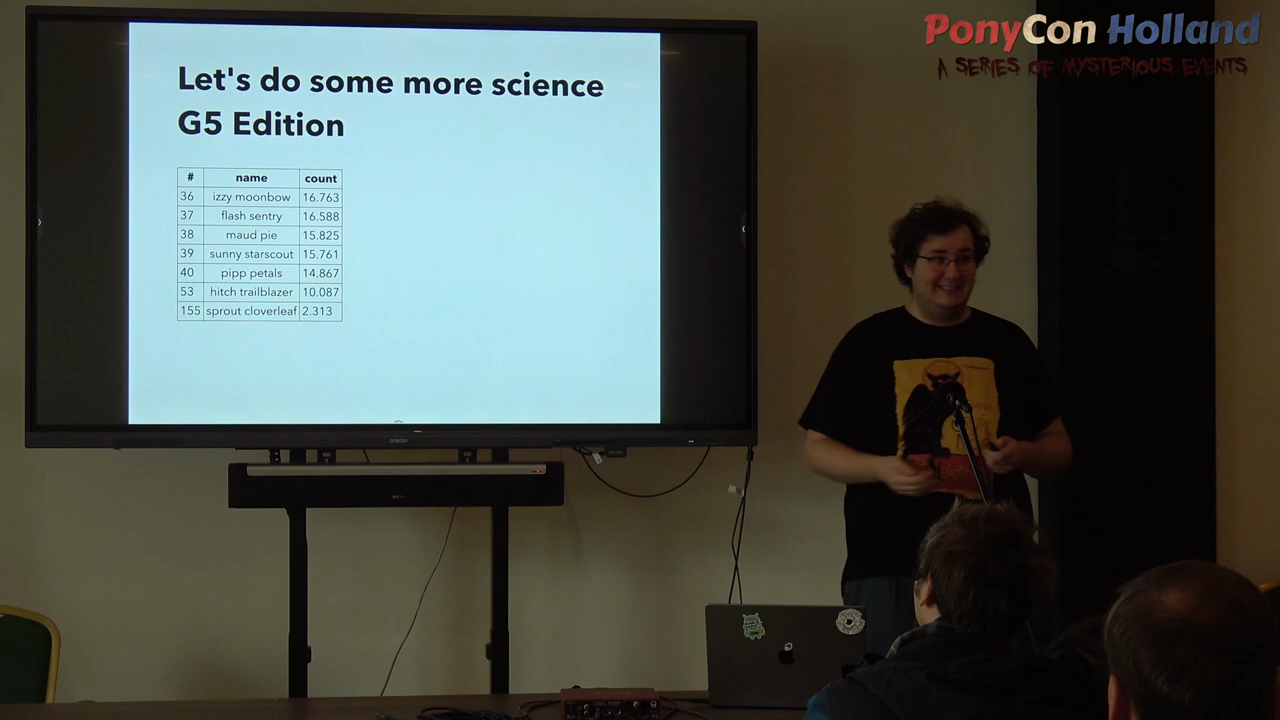 PonyCon Holland
A SERIES OF MYSTERIOUS EVENTS
Let's do some more science
G5 Edition
# name count
36 izzy moonbow 16.763
37 flash sentry 16.588
38 maud pie 15.825
39 sunny starscout 15.761
40 pipp petals 14.867
53 hitch trailblazer 10.087
155 sprout cloverleaf 2.313